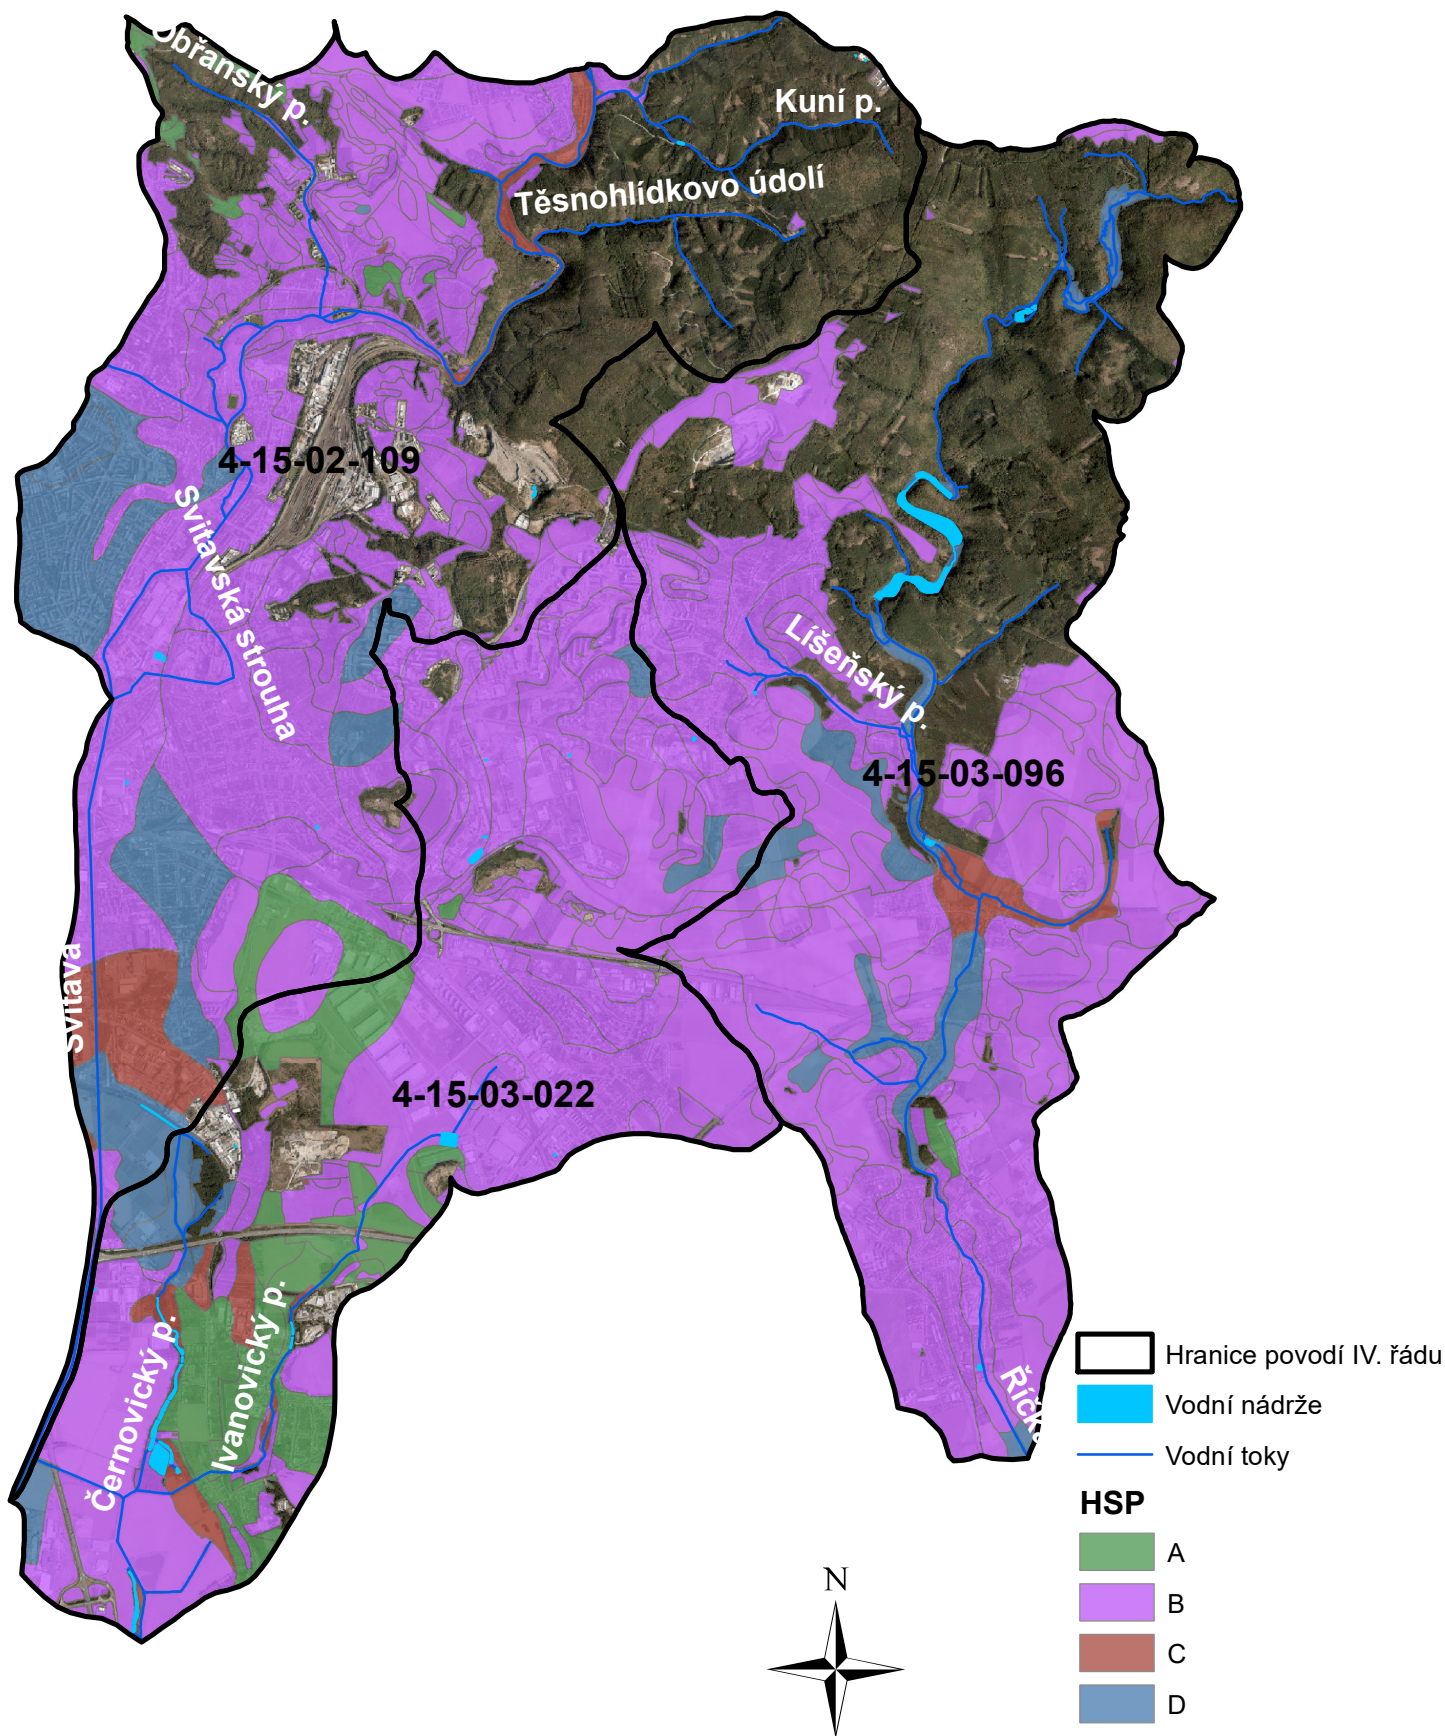 Obřanský p.
Kuní p.
Těsnohlídkovo údolí
4-15-02-109
Svitavská strouha
Líšeňský p.
4-15-03-096
Svitava
4-15-03-022
Černovický p.
Ivanovický p.
Říčka
Hranice povodí IV. řádu
Vodní nádrže
Vodní toky
HSP
A
B
C
D
N